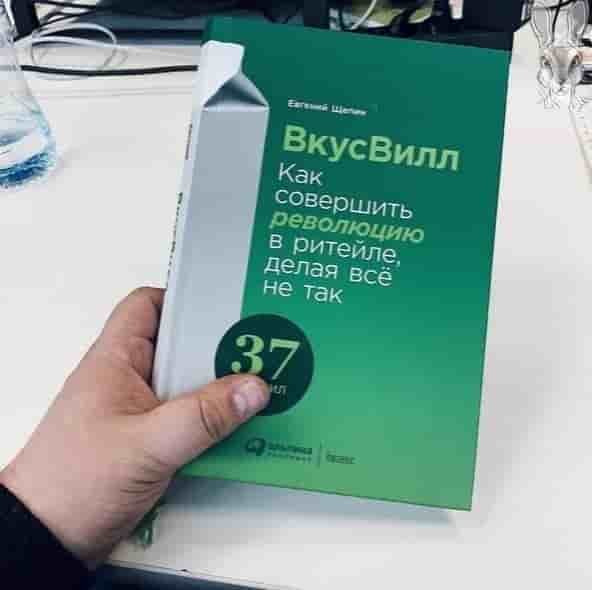 Евгений Щепин
ВкусВилл
Как
совершить
революцию
в ритейле,
делая всё
не так
37